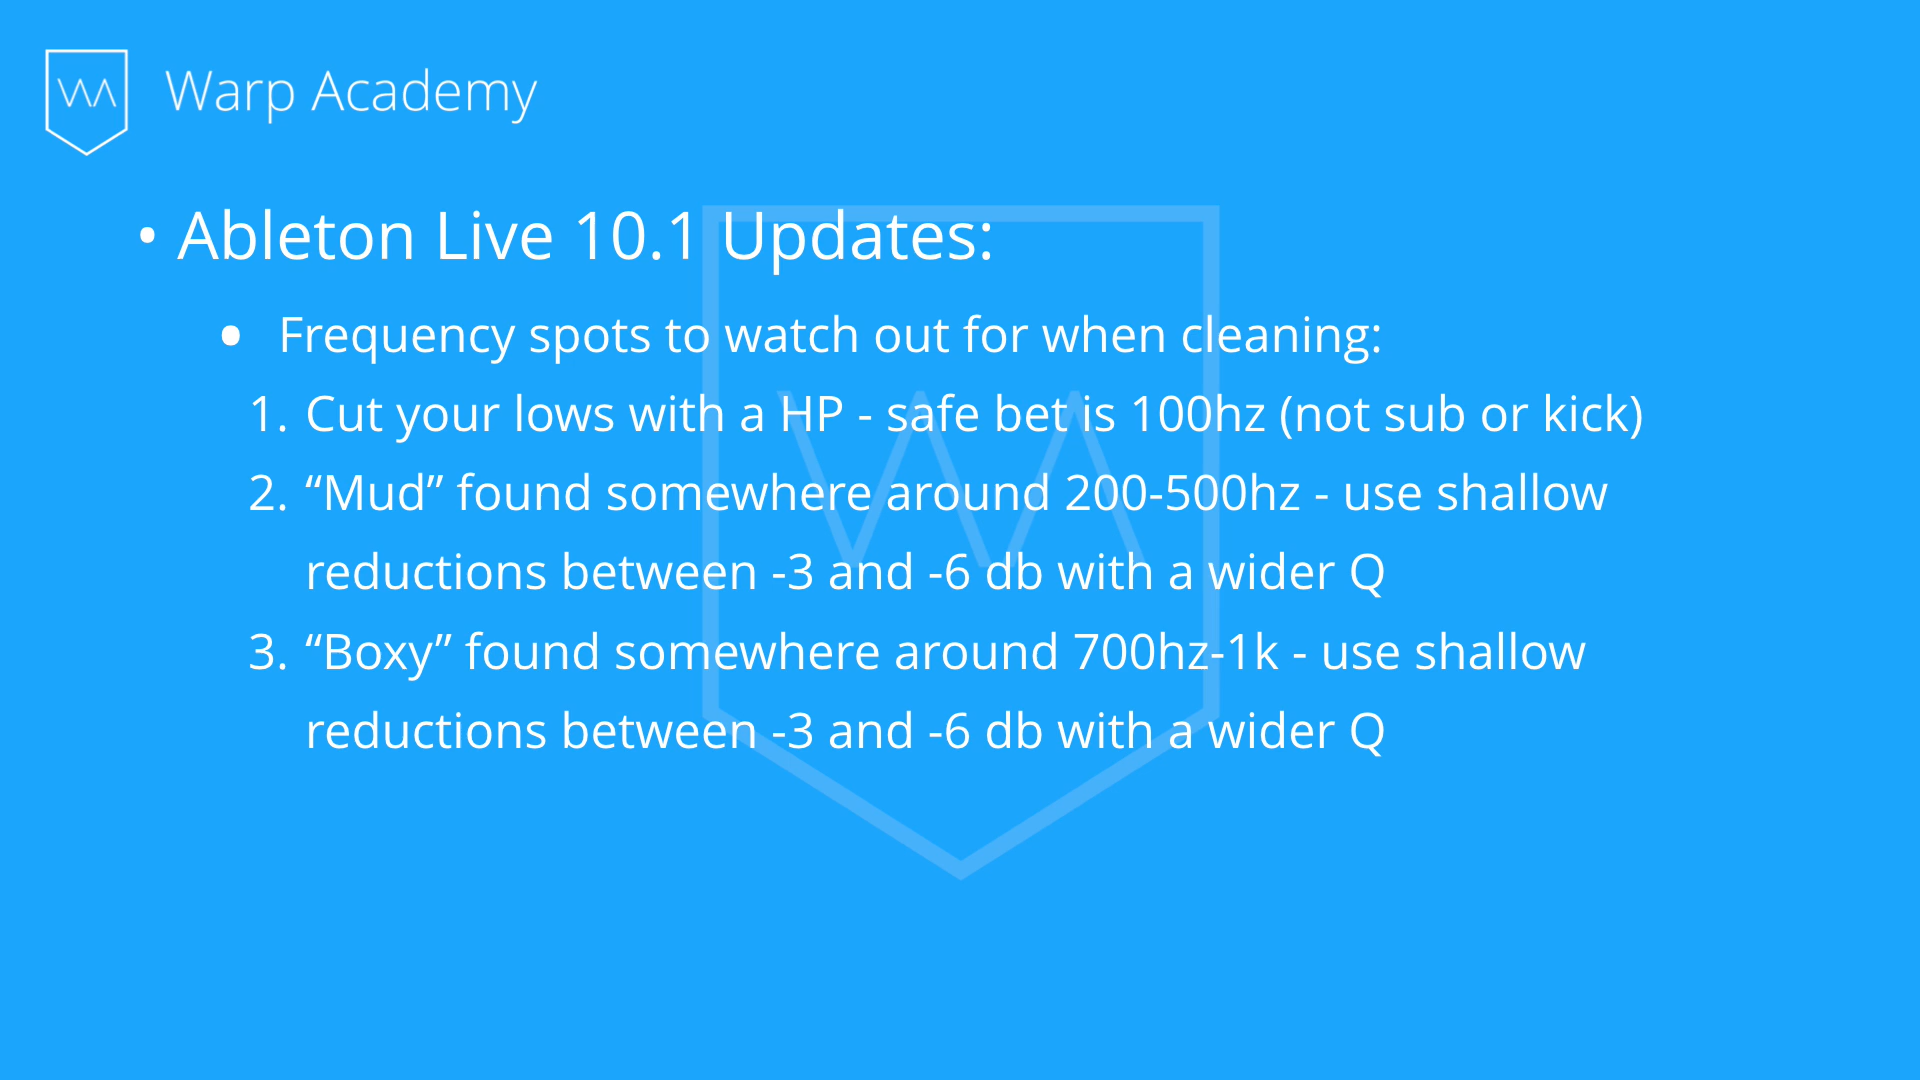 Warp Academy
• Ableton Live 10.1 Updates:
• Frequency spots to watch out for when cleaning:
1. Cut your lows with a HP - safe bet is 100hz (not sub or kick)
2. “Mud” found somewhere around 200-500hz - use shallow
reductions between -3 and -6 db with a wider Q
3. “Boxy” found somewhere around 700hz-1k - use shallow
reductions between -3 and -6 db with a wider Q